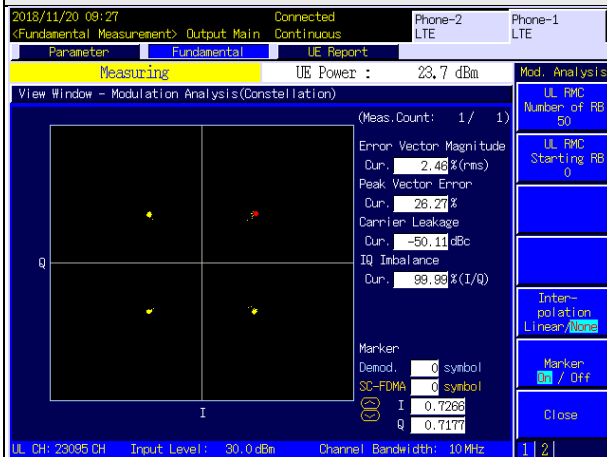 2018/11/20 09:27 Connected Phone-2 Phone-1
<Fundamental Measurement> Output Main Continuous LTE LTE
Parameter Fundamental UE Report
Measuring UE Power : 23.7 dBm Mod. Analysis
View Window - Modulation Analysis(Constellation)
UL RMC
Number of RB
50
(Meas.Count: 1/ 1)
Error Vector Magnitude
Cur. 2.46 %(rms)
Peak Vector Error
Cur. 26.27 %
Carrier Leakage
Cur. -50.11 dBc
IQ Imbalance
Cur. 99.99 %(I/Q)
UL RMC
Starting RB
0
Q
I
Marker
Demod. 0 symbol
SC-FDMA 0 symbol
I 0.7266
Q 0.7177
Inter-
polation
Linear/None
Marker
On / Off
Close
UL CH: 23095 CH Input Level: 30.0 dBm Channel Bandwidth: 10 MHz 1 2